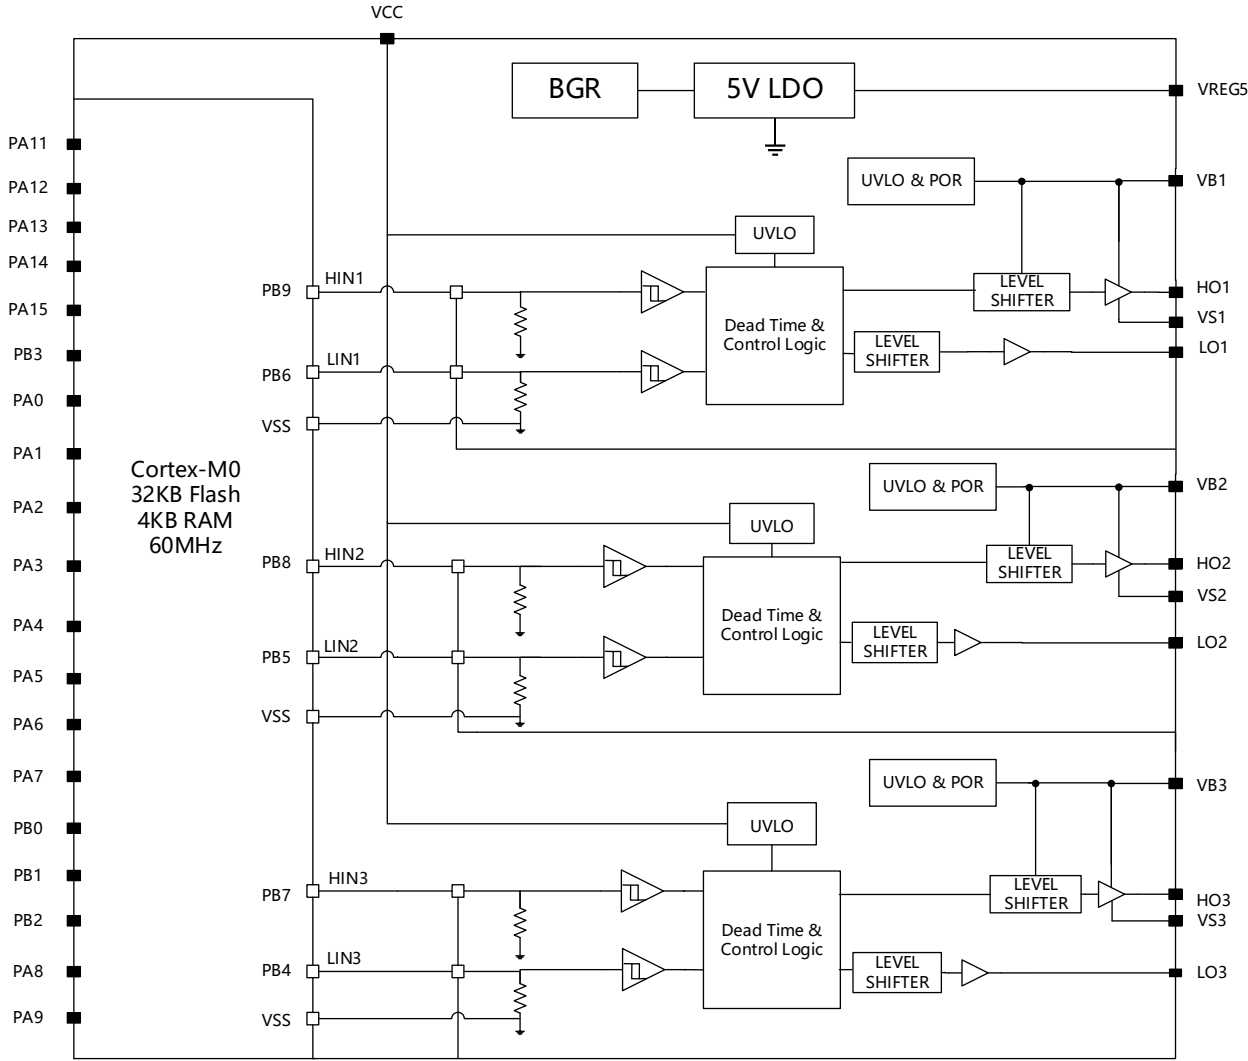 VCC
BGR
5V LDO
VREG5
PA11
UVLO & POR
VB1
PA12
PA13
UVLO
PA14
HIN1
PB9
LEVEL
SHIFTER
HO1
PA15
VS1
Dead Time &
Control Logic
LEVEL
SHIFTER
LO1
PB3
LIN1
PB6
PA0
VSS
PA1
Cortex-M0
32KB Flash
4KB RAM
60MHz
UVLO & POR
VB2
PA2
UVLO
HIN2
PB8
LEVEL
SHIFTER
HO2
PA3
VS2
Dead Time &
Control Logic
LEVEL
SHIFTER
LO2
PA4
LIN2
PB5
PA5
VSS
PA6
UVLO & POR
VB3
PA7
UVLO
PB0
PB1
HIN3
PB7
LEVEL
SHIFTER
HO3
VS3
PB2
Dead Time &
Control Logic
LIN3
PB4
LEVEL
SHIFTER
LO3
PA8
VSS
PA9